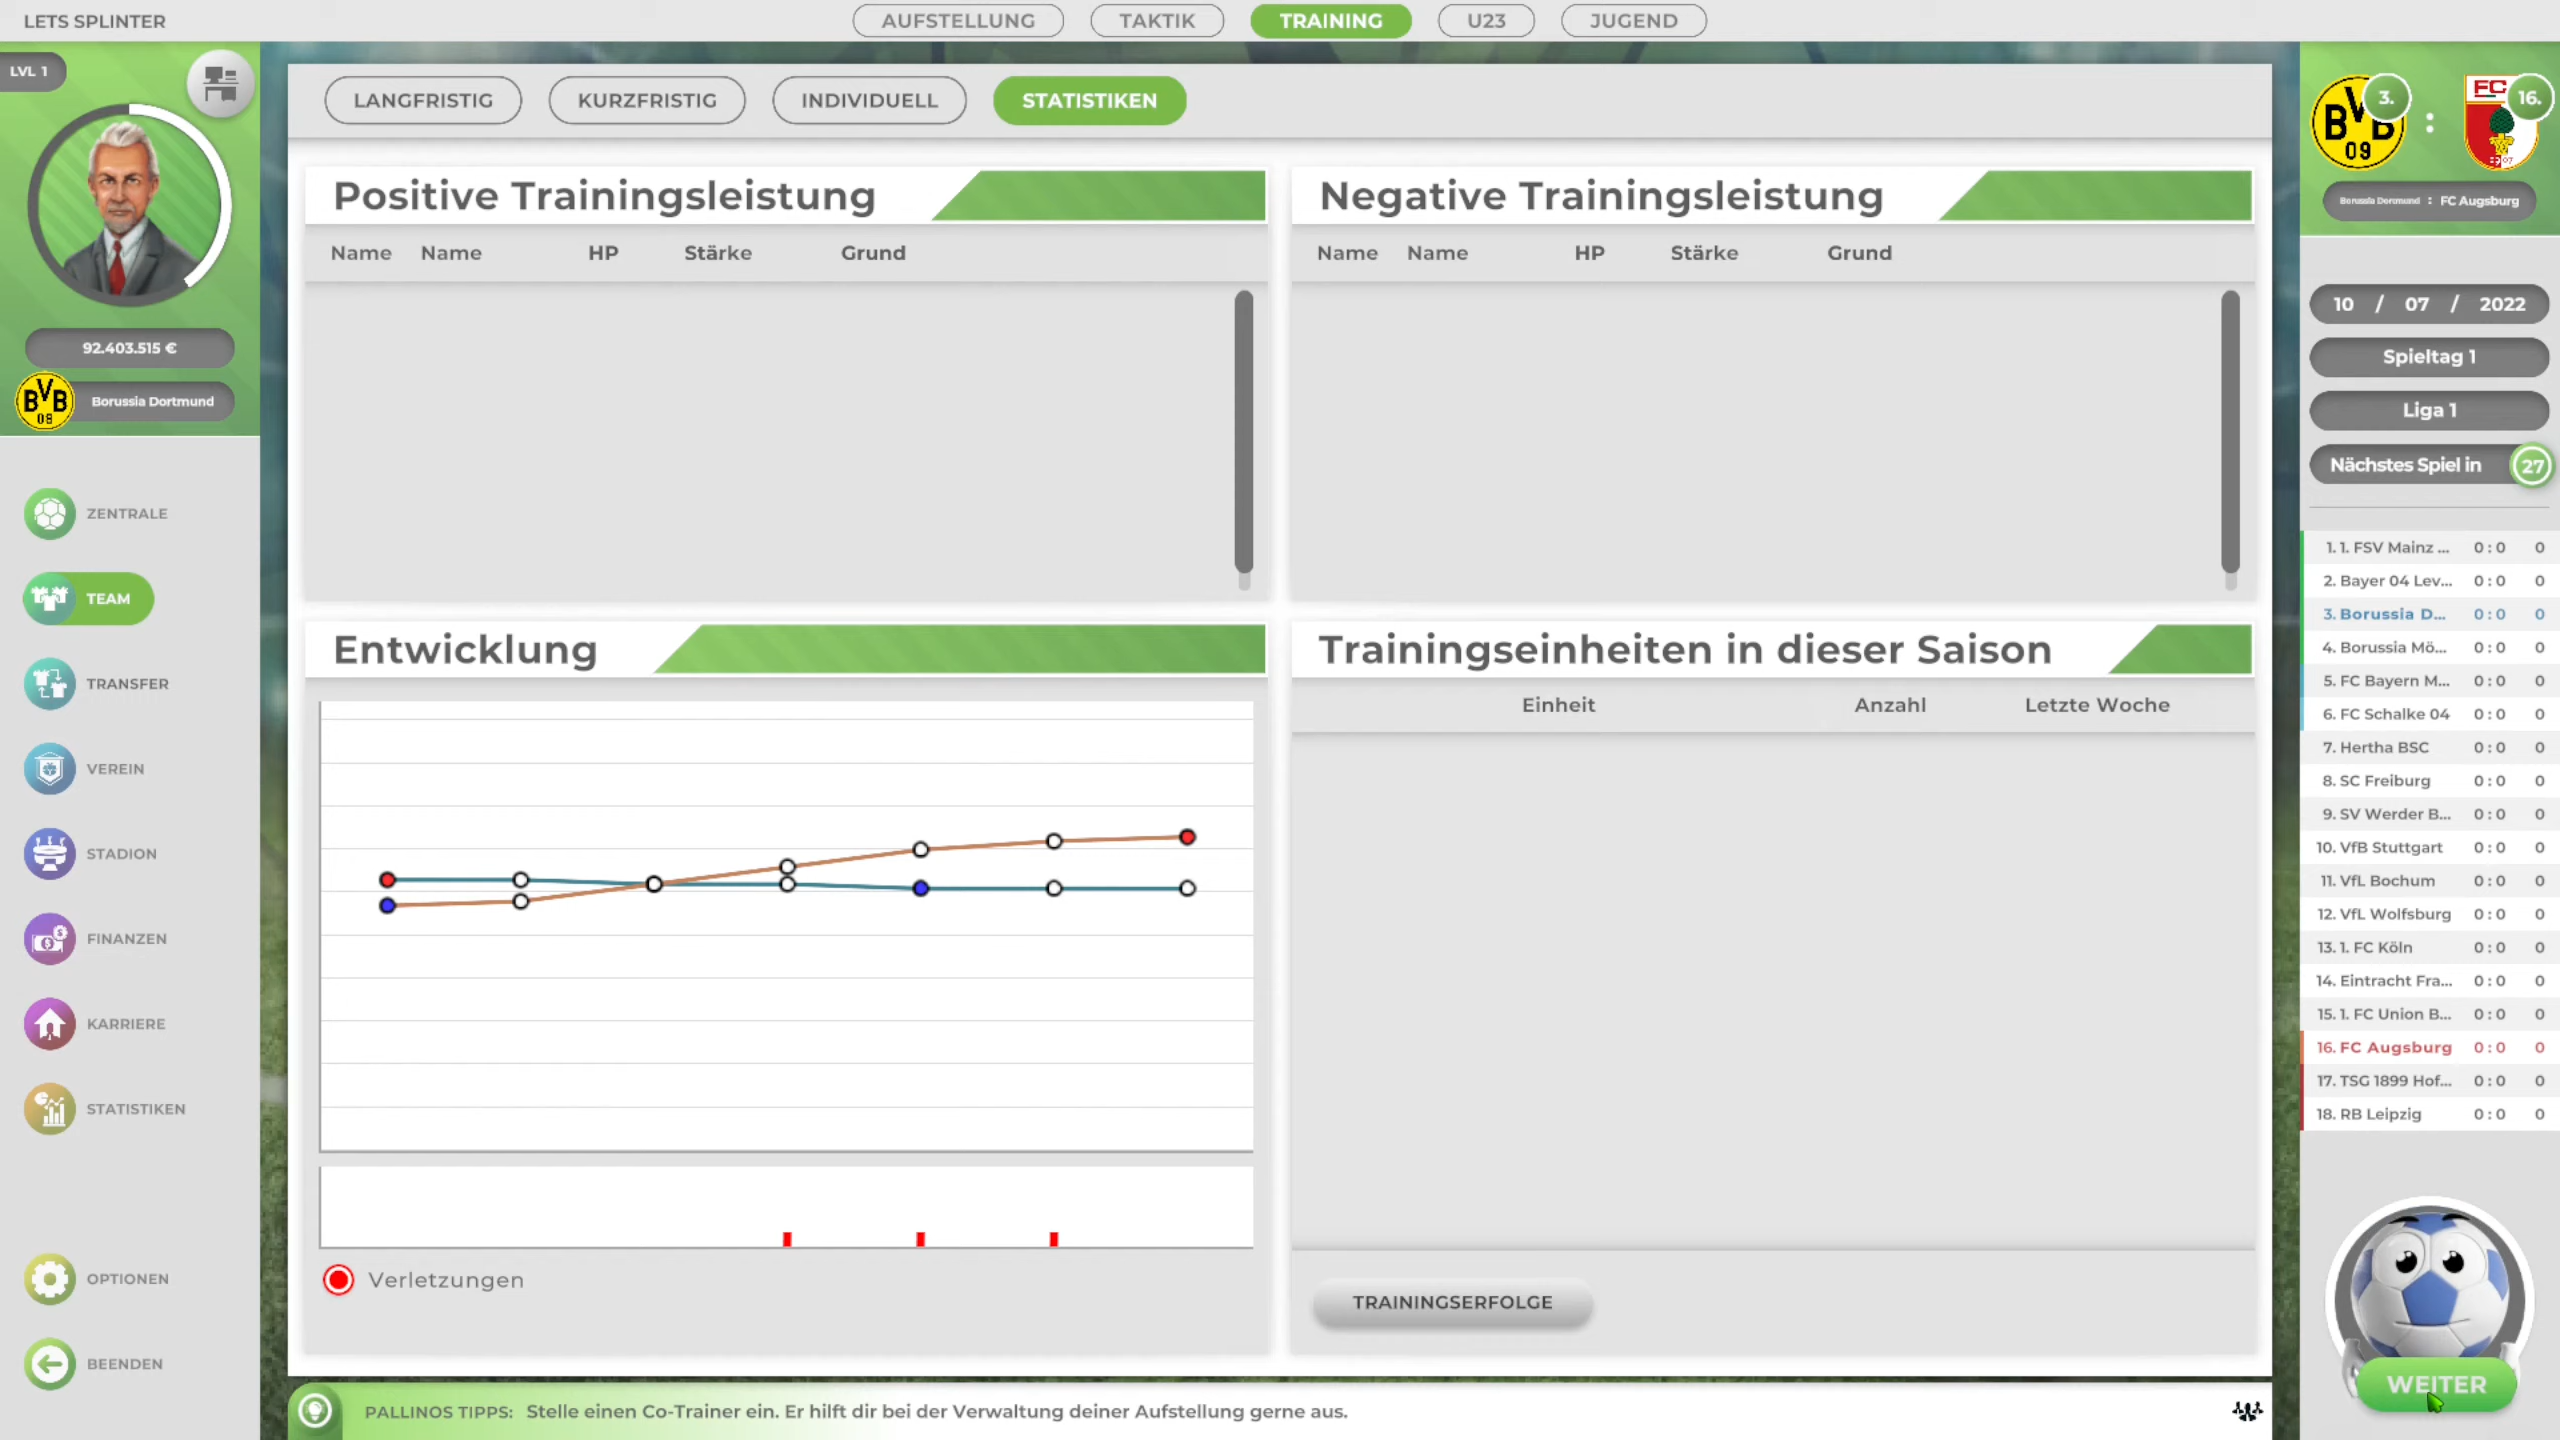 LETS SPLINTER
AUFSTELLUNG
TAKTIK
TRAINING
U23
JUGEND
LVL 1
92.403.515 €
BVB
09
Borussia Dortmund
ZENTRALE
TEAM
TRANSFER
VEREIN
STADION
FINANZEN
KARRIERE
STATISTIKEN
OPTIONEN
BEENDEN
LANGFRISTIG
KURZFRISTIG
INDIVIDUELL
STATISTIKEN
Positive Trainingsleistung
Name Name HP Stärke Grund
Negative Trainingsleistung
Name Name HP Stärke Grund
Entwicklung
Verletzungen
Trainingseinheiten in dieser Saison
Einheit Anzahl Letzte Woche
TRAININGSERFOLGE
PALLINOS TIPPS: Stelle einen Co-Trainer ein. Er hilft dir bei der Verwaltung deiner Aufstellung gerne aus.
BVB
09
3.
:
FC
16.
Borussia Dortmund : FC Augsburg
10 / 07 / 2022
Spieltag 1
Liga 1
Nächstes Spiel in 27
1. 1. FSV Mainz ... 0 : 0 0
2. Bayer 04 Lev... 0 : 0 0
3. Borussia D... 0 : 0 0
4. Borussia Mö... 0 : 0 0
5. FC Bayern M... 0 : 0 0
6. FC Schalke 04 0 : 0 0
7. Hertha BSC 0 : 0 0
8. SC Freiburg 0 : 0 0
9. SV Werder B... 0 : 0 0
10. VfB Stuttgart 0 : 0 0
11. VfL Bochum 0 : 0 0
12. VfL Wolfsburg 0 : 0 0
13. 1. FC Köln 0 : 0 0
14. Eintracht Fra... 0 : 0 0
15. 1. FC Union B... 0 : 0 0
16. FC Augsburg 0 : 0 0
17. TSG 1899 Hof... 0 : 0 0
18. RB Leipzig 0 : 0 0
WEITER